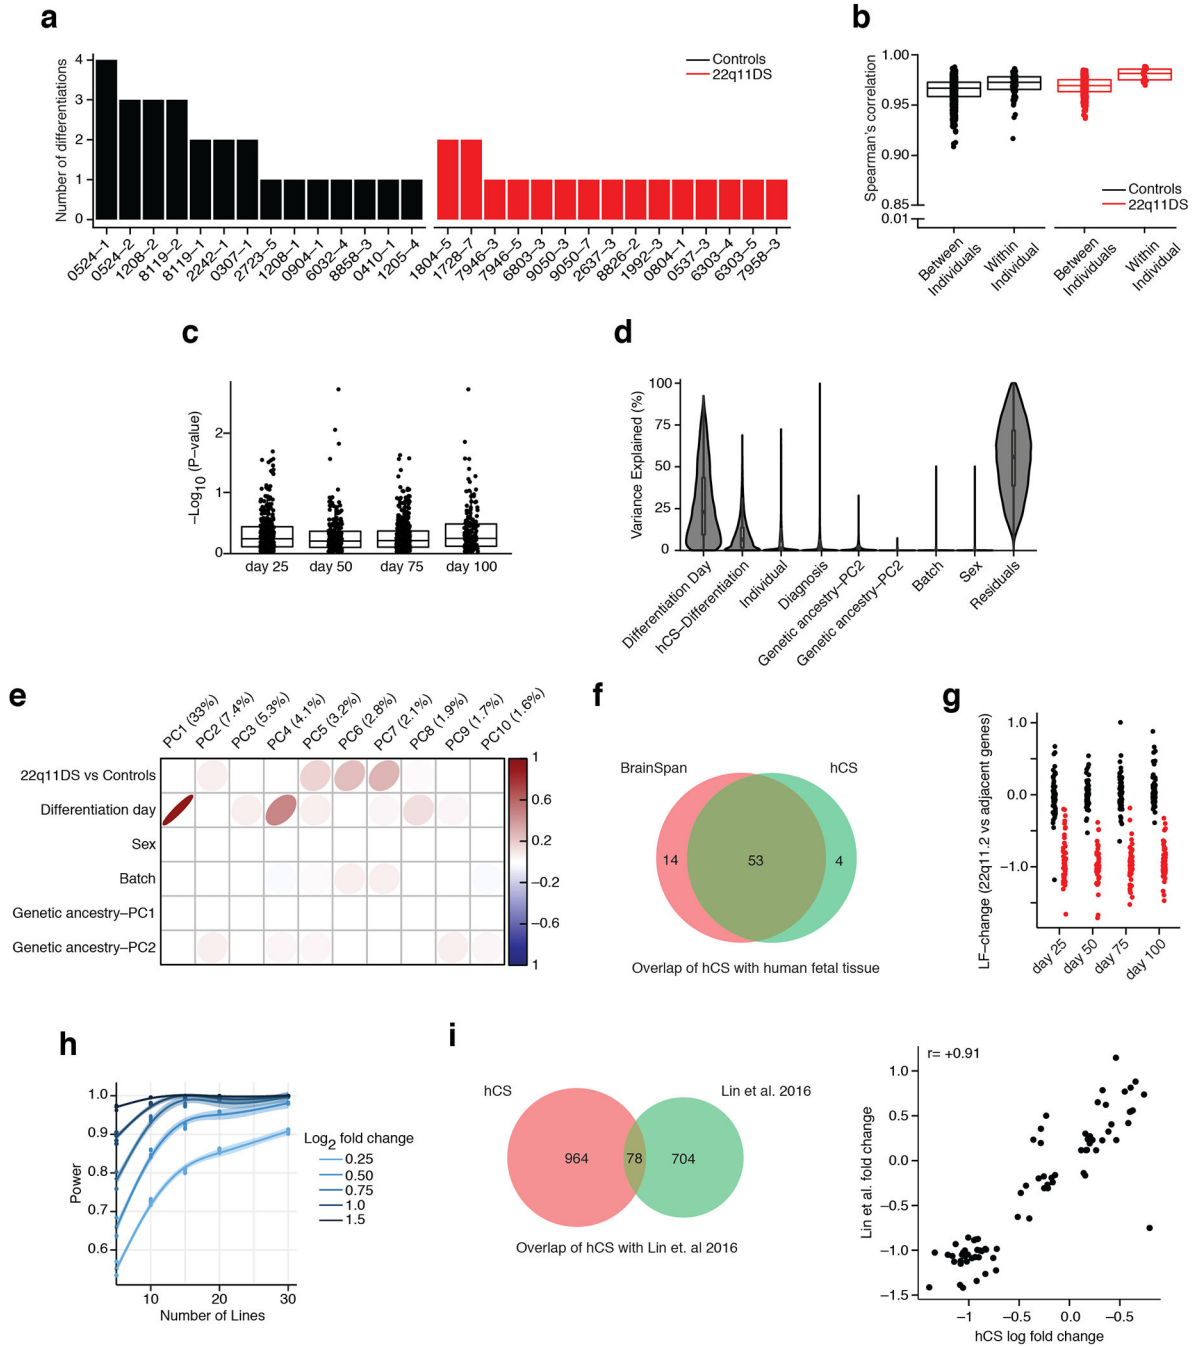 a
Number of differentiations
4
3
2
1
0
Controls
22q11DS
0524–1
0524–2
1208–2
8119–2
8119–1
2242–1
0307–1
2723–5
1208–1
0904–1
6032–4
8858–3
0410–1
1205–4
1804–5
1728–7
7946–3
7946–5
6803–3
9050–3
9050–7
2637–3
8826–2
1992–3
0804–1
0537–3
6303–4
6303–5
7958–3
b
Spearman's correlation
1.00
0.95
0.90
0.85
0.01
Controls
22q11DS
Between
Individuals
Within
Individual
Between
Individuals
Within
Individual
c
–Log10 (P–value)
2
1
0
day 25
day 50
day 75
day 100
d
Variance Explained (%)
100
75
50
25
0
Differentiation Day
hCS–Differentiation
Individual
Diagnosis
Genetic ancestry–PC2
Genetic ancestry–PC2
Batch
Sex
Residuals
e
PC1 (33%)
PC2 (7.4%)
PC3 (5.3%)
PC4 (4.1%)
PC5 (3.2%)
PC6 (2.8%)
PC7 (2.1%)
PC8 (1.9%)
PC9 (1.7%)
PC10 (1.6%)
22q11DS vs Controls
Differentiation day
Sex
Batch
Genetic ancestry–PC1
Genetic ancestry–PC2
1
0.6
0.2
–0.2
–0.6
1
f
BrainSpan
hCS
14
53
4
Overlap of hCS with human fetal tissue
g
LF–change (22q11.2 vs adjacent genes)
1.0
0.0
–1.0
day 25
day 50
day 75
day 100
h
Power
1.0
0.9
0.8
0.7
0.6
10
20
30
Number of Lines
Log2 fold change
0.25
0.50
0.75
1.0
1.5
i
hCS
Lin et al. 2016
964
78
704
Overlap of hCS with Lin et. al 2016
r= +0.91
Lin et al. fold change
1.0
0.5
0.0
–0.5
–1.0
–1.5
–1
–0.5
0.0
–0.5
hCS log fold change